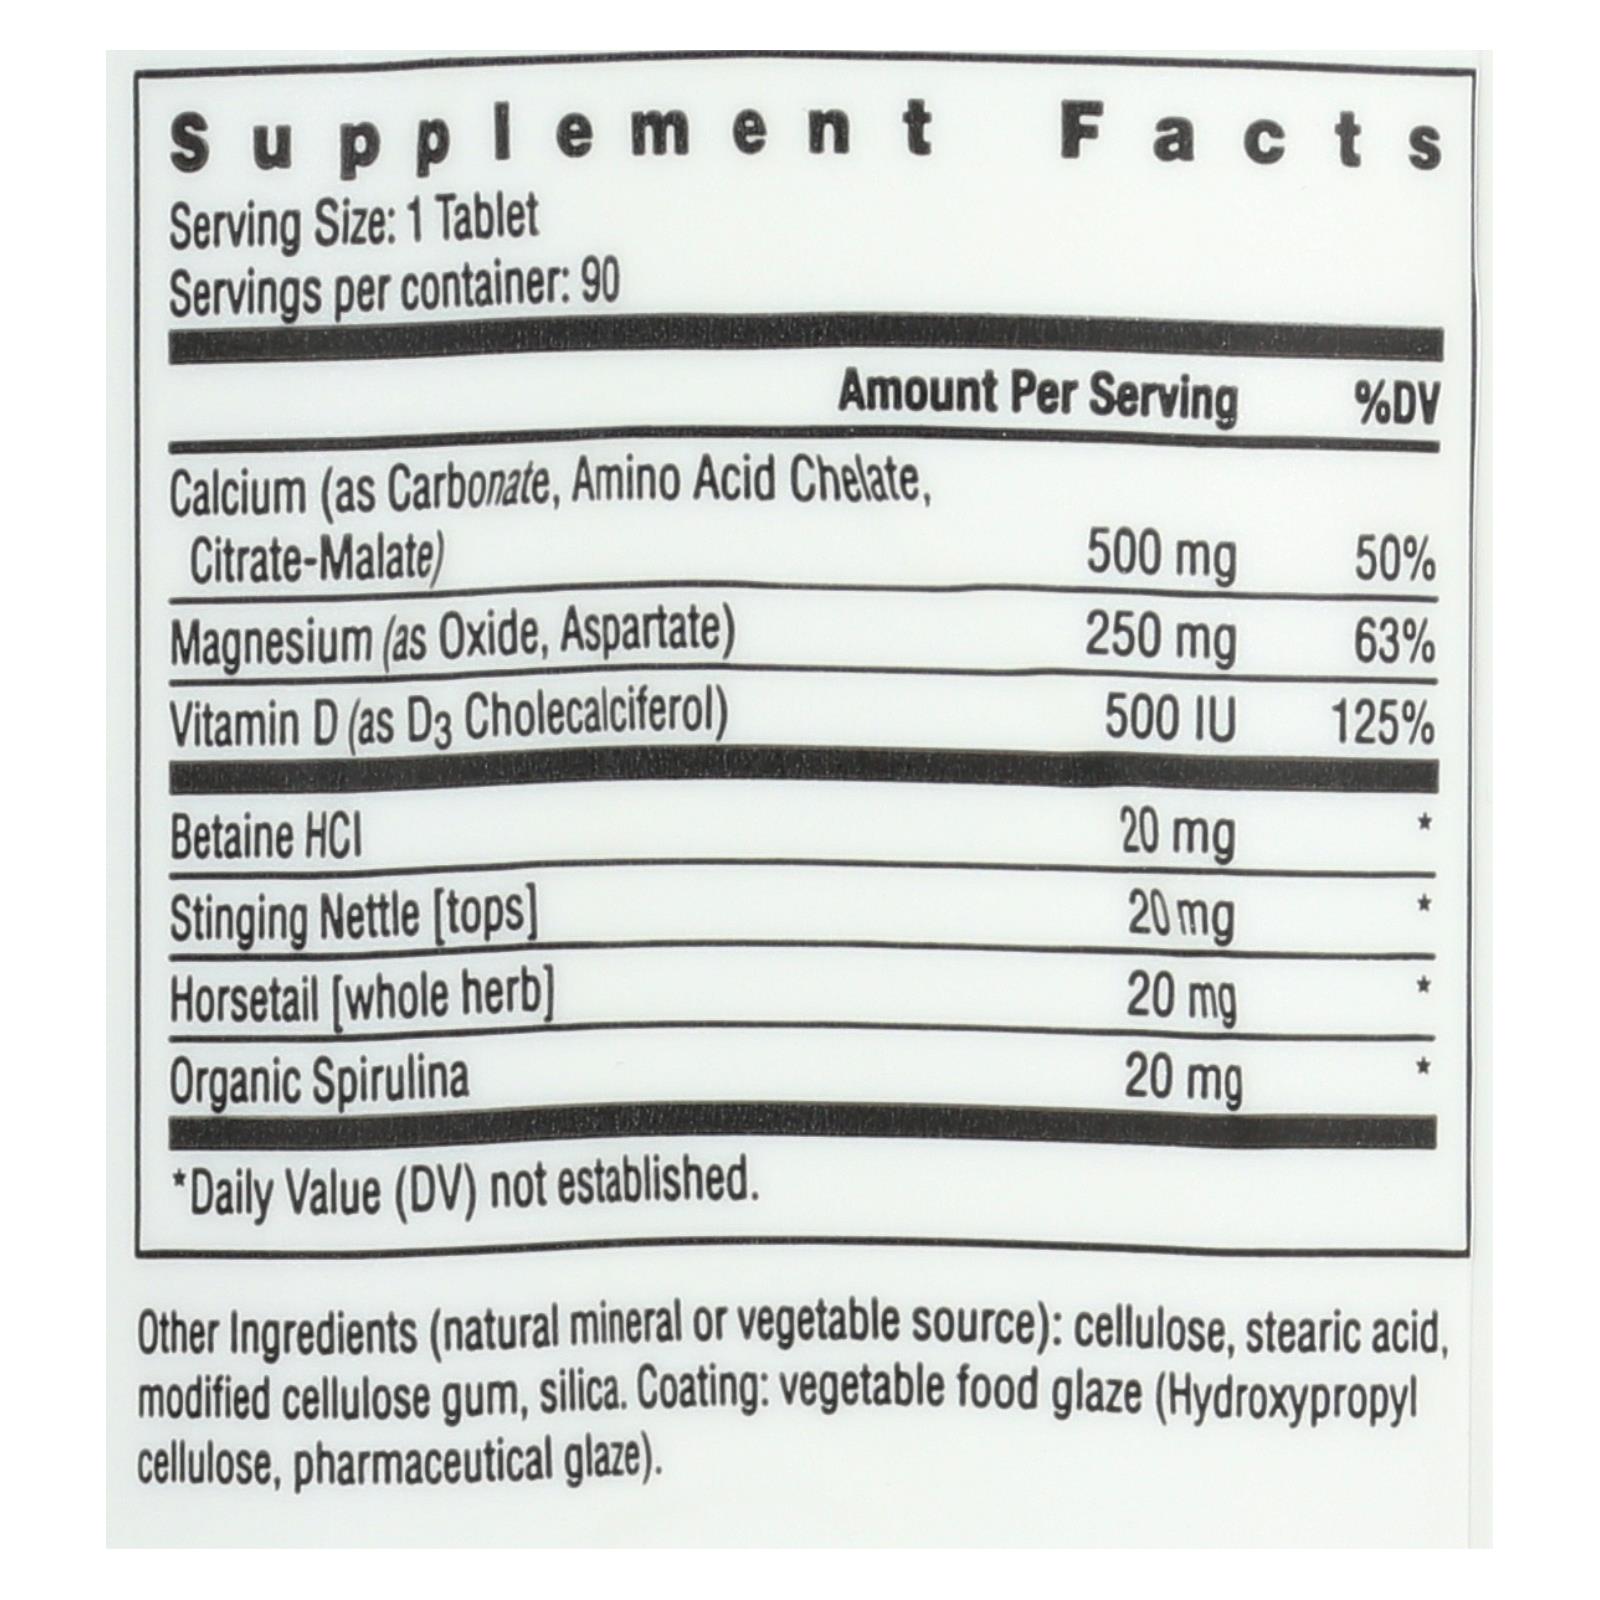 Supplement Facts
Serving Size: 1 Tablet
Servings per container: 90
Amount Per Serving %DV
Calcium (as Carbonate, Amino Acid Chelate,
Citrate-Malate) 500 mg 50%
Magnesium (as Oxide, Aspartate) 250 mg 63%
Vitamin D (as D3 Cholecalciferol) 500 IU 125%
Betaine HCl 20 mg *
Stinging Nettle [tops] 20 mg *
Horsetail [whole herb] 20 mg *
Organic Spirulina 20 mg *
*Daily Value (DV) not established.
Other Ingredients (natural mineral or vegetable source): cellulose, stearic acid,
modified cellulose gum, silica. Coating: vegetable food glaze (Hydroxypropyl
cellulose, pharmaceutical glaze).